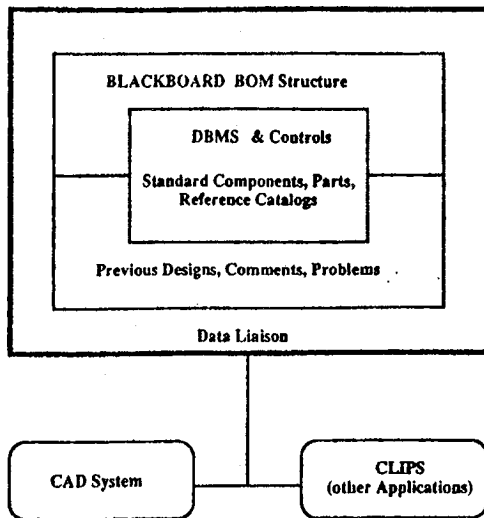 BLACKBOARD BOM Structure
DBMS & Controls
Standard Components, Parts,
Reference Catalogs
Previous Designs, Comments, Problems
Data Liaison
CAD System
CLIPS
(other Applications)